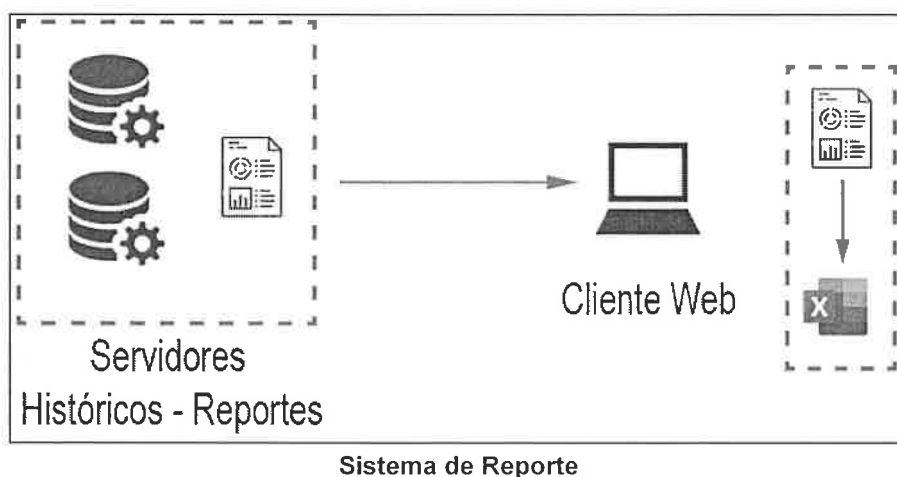 Servidores
Históricos - Reportes
Cliente Web
X
Sistema de Reporte